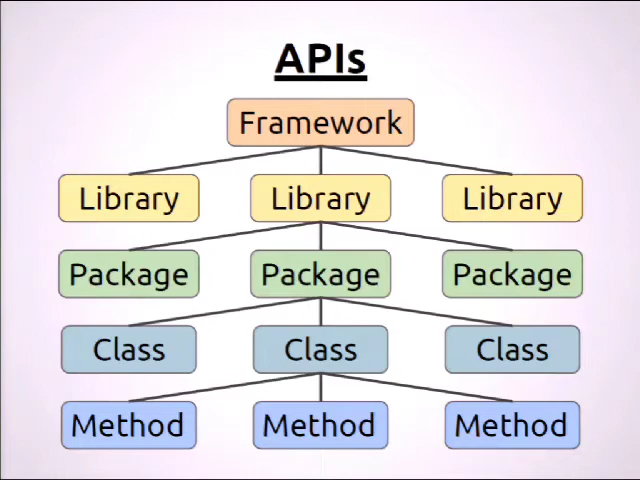 APIs
Framework
Library Library Library
Package Package Package
Class Class Class
Method Method Method